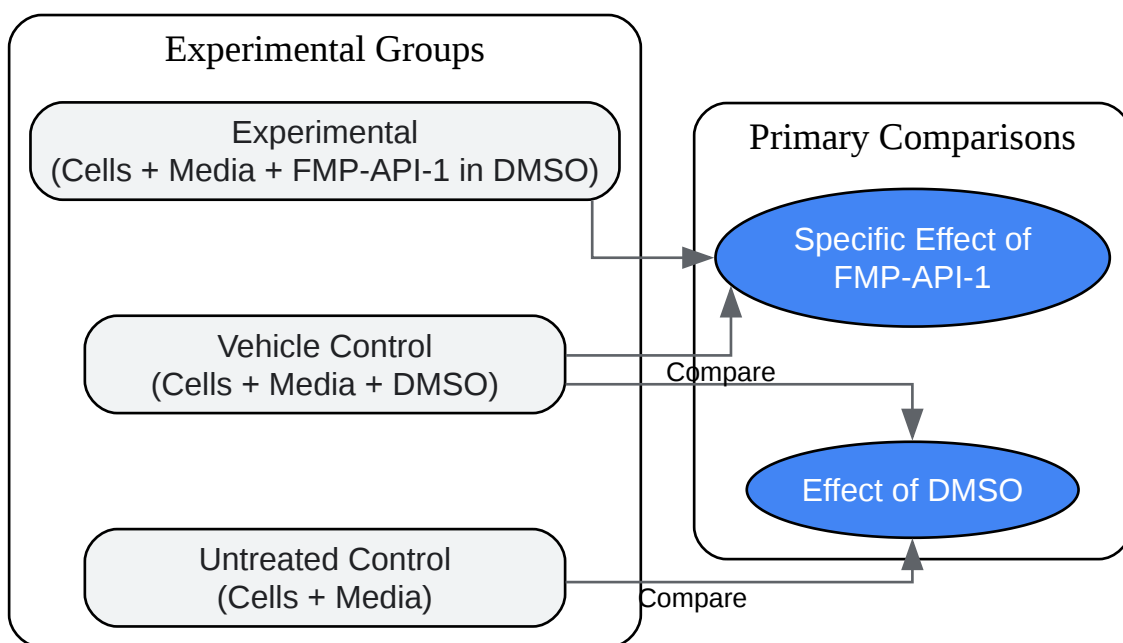 Experimental Groups
Experimental
(Cells + Media + FMP-API-1 in DMSO)
Vehicle Control
(Cells + Media + DMSO)
Untreated Control
(Cells + Media)
Primary Comparisons
Specific Effect of
FMP-API-1
Compare
Effect of DMSO
Compare